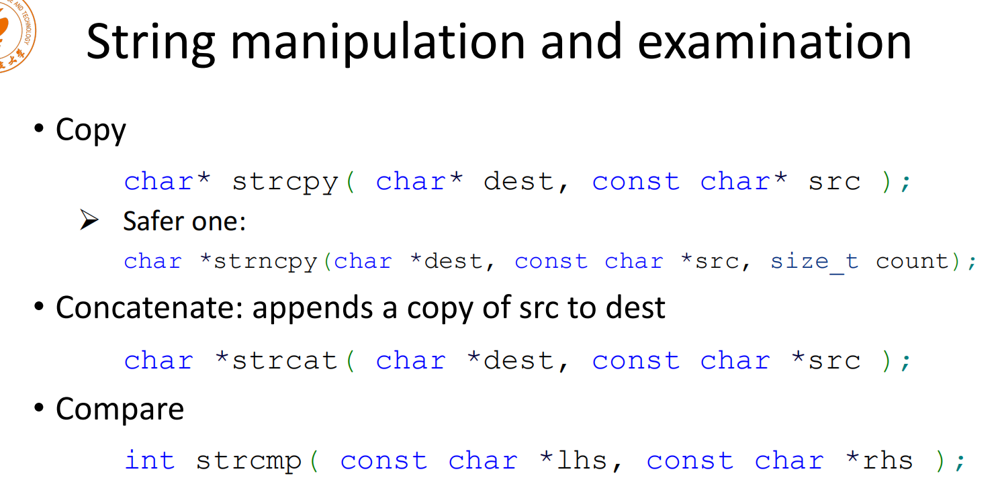 AND TECHNOLOGY
String manipulation and examination
• Copy
char* strcpy( char* dest, const char* src );
➢ Safer one:
char *strncpy(char *dest, const char *src, size_t count);
• Concatenate: appends a copy of src to dest
char *strcat( char *dest, const char *src );
• Compare
int strcmp( const char *lhs, const char *rhs );